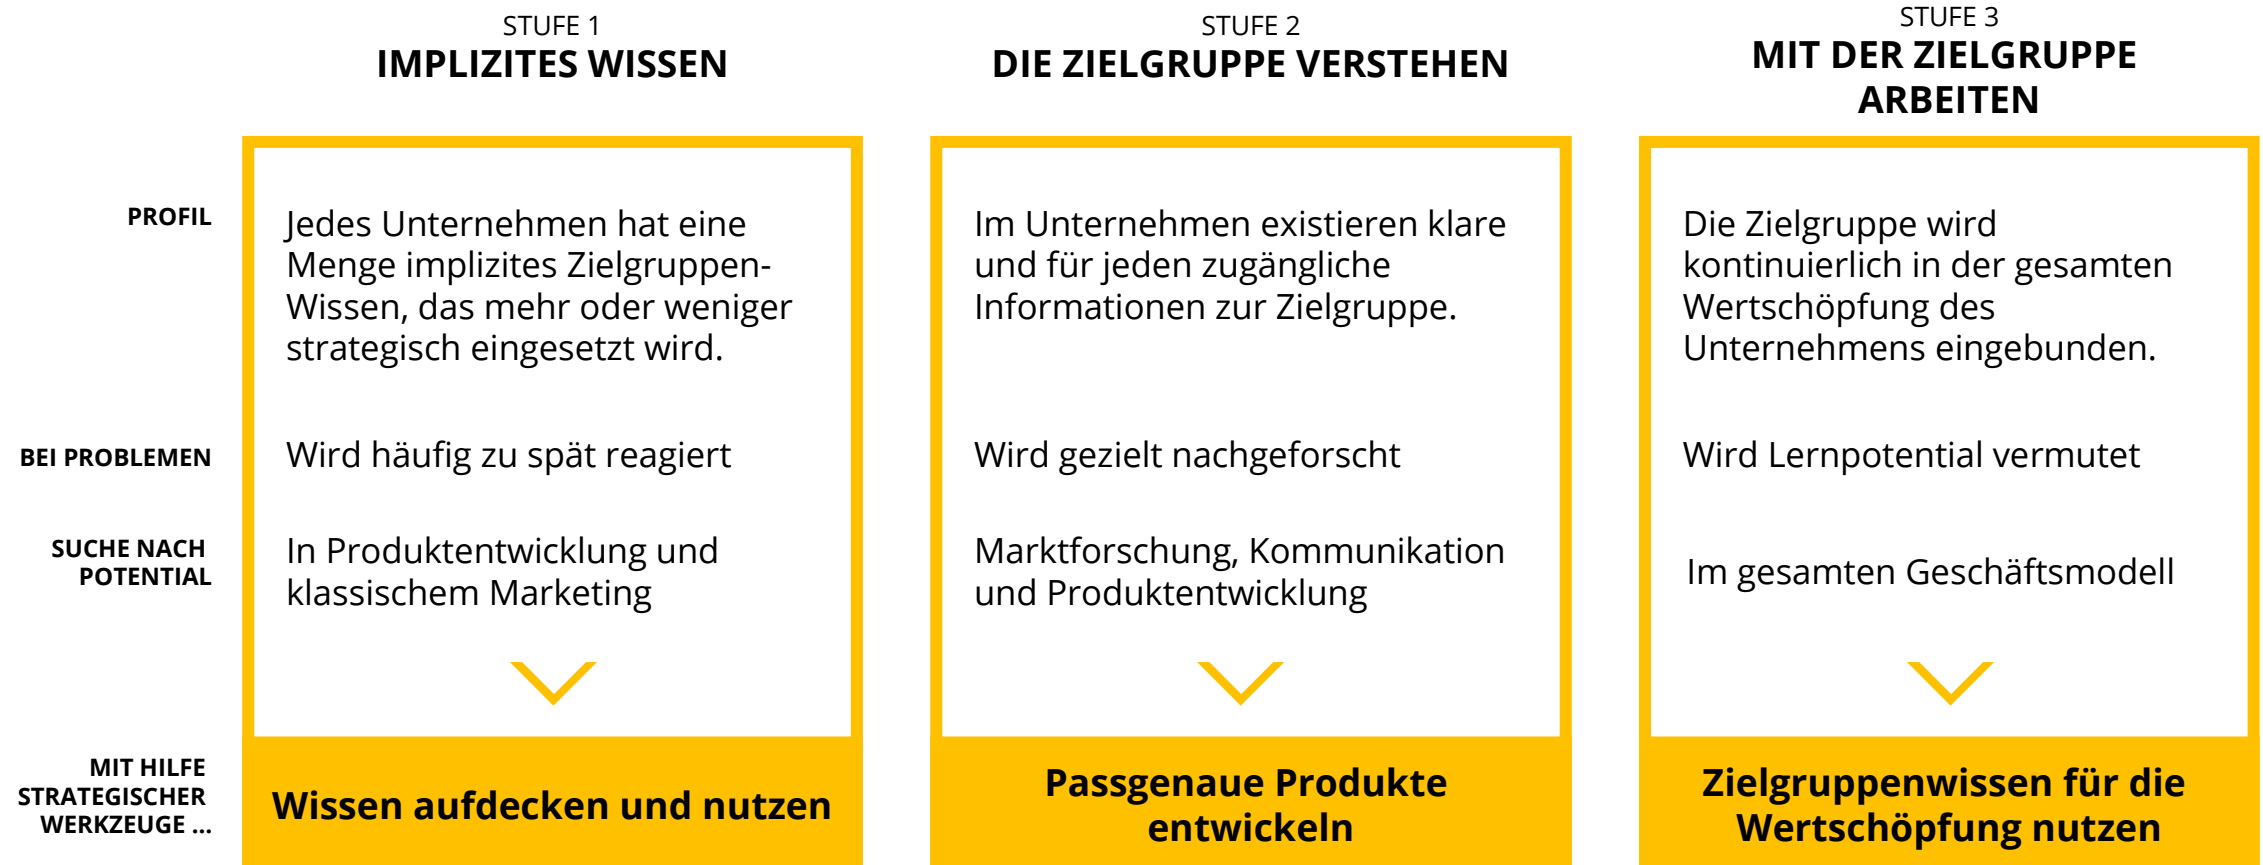 STUFE 1
IMPLIZITES WISSEN
STUFE 2
DIE ZIELGRUPPE VERSTEHEN
STUFE 3
MIT DER ZIELGRUPPE
ARBEITEN
PROFIL
Jedes Unternehmen hat eine
Menge implizites Zielgruppen-
Wissen, das mehr oder weniger
strategisch eingesetzt wird.
Im Unternehmen existieren klare
und für jeden zugängliche
Informationen zur Zielgruppe.
Die Zielgruppe wird
kontinuierlich in der gesamten
Wertschöpfung des
Unternehmens eingebunden.
BEI PROBLEMEN
Wird häufig zu spät reagiert
Wird gezielt nachgeforscht
Wird Lernpotential vermutet
SUCHE NACH
POTENTIAL
In Produktentwicklung und
klassischem Marketing
Marktforschung, Kommunikation
und Produktentwicklung
Im gesamten Geschäftsmodell
MIT HILFE
STRATEGISCHER
WERKZEUGE ...
Wissen aufdecken und nutzen
Passgenaue Produkte
entwickeln
Zielgruppenwissen für die
Wertschöpfung nutzen